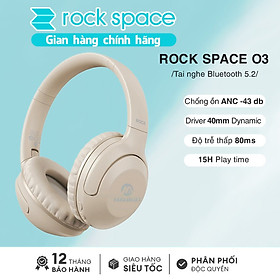 rock space
Gian hàng chính hãng
ROCK SPACE O3
/Tai nghe Bluetooth 5.2/
Chống ồn ANC -43 db
Driver 40mm Dynamic
Độ trễ thấp 80ms
15H Play time
12 THÁNG
BẢO HÀNH
GIAO HÀNG
SIÊU TỐC
PHÂN PHỐI
ĐỘC QUYỀN